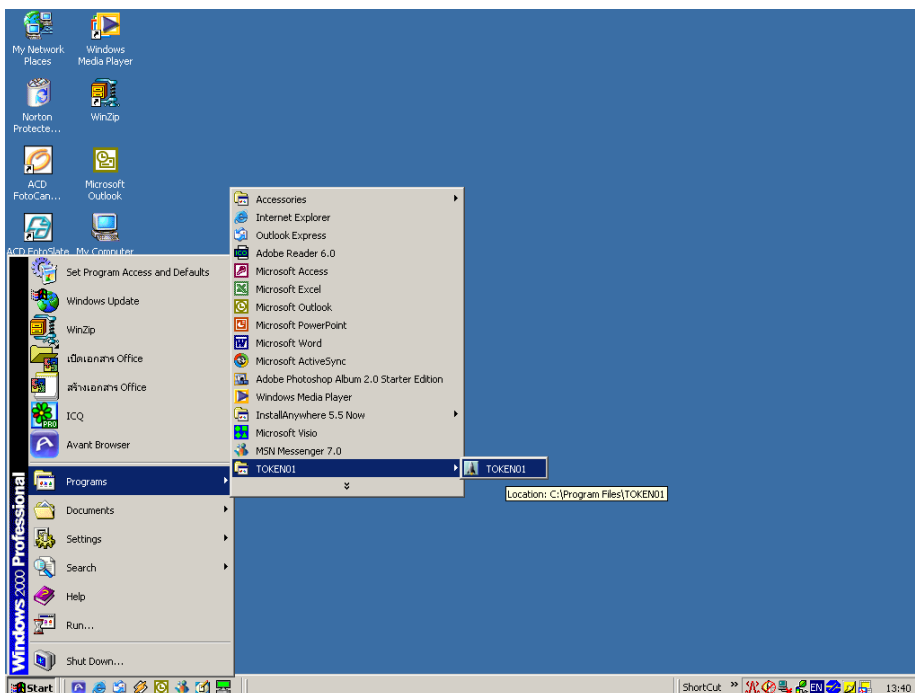 My Network
Places
Windows
Media Player
Norton
Protecte...
WinZip
ACD
FotoCan...
Microsoft
Outlook
ACD FotoSlate
My Computer
Set Program Access and Defaults
Windows Update
WinZip
เปิดเอกสาร Office
สร้างเอกสาร Office
ICQ
Avant Browser
Programs
Documents
Settings
Search
Help
Run...
Shut Down...
Windows 2000 Professional
Accessories
Internet Explorer
Outlook Express
Adobe Reader 6.0
Microsoft Access
Microsoft Excel
Microsoft Outlook
Microsoft PowerPoint
Microsoft Word
Microsoft ActiveSync
Adobe Photoshop Album 2.0 Starter Edition
Windows Media Player
InstallAnywhere 5.5 Now
Microsoft Visio
MSN Messenger 7.0
TOKEN01
TOKEN01
Location: C:\Program Files\TOKEN01
Start
ShortCut
EN
13:40